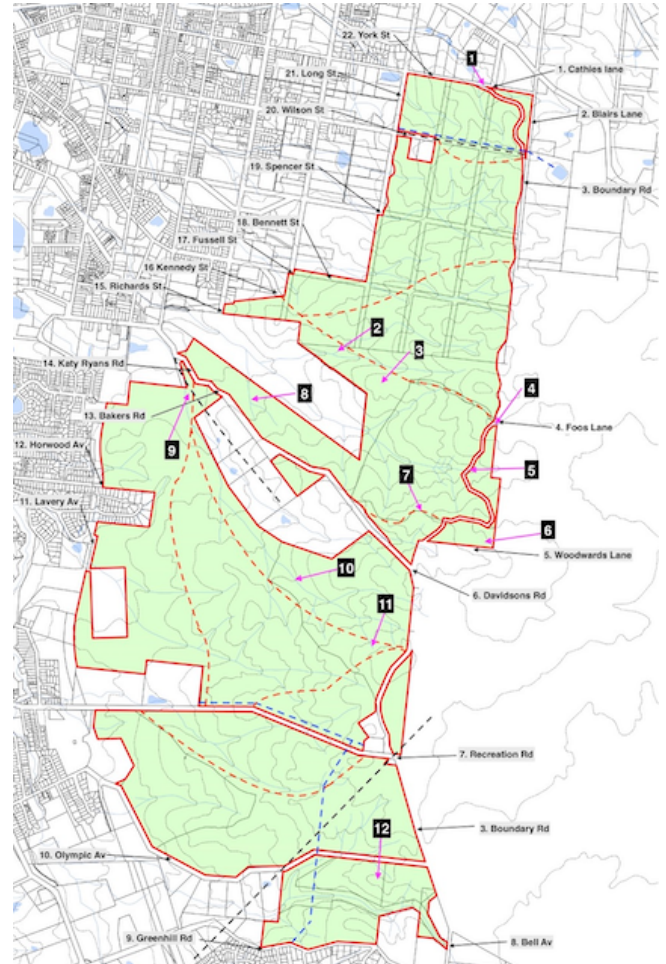 22. York St
1
21. Long St
1. Cathies lane
20. Wilson St
2. Blairs Lane
19. Spencer St
3. Boundary Rd
18. Bennett St
17. Fussell St
16 Kennedy St
15. Richards St
2
3
14. Katy Ryans Rd
8
4
13. Bakers Rd
4. Foos Lane
9
12. Horwood Av
5
7
11. Lavery Av
6
5. Woodwards Lane
10
6. Davidsons Rd
11
7. Recreation Rd
3. Boundary Rd
12
10. Olympic Av
9. Greenhill Rd
8. Bell Av